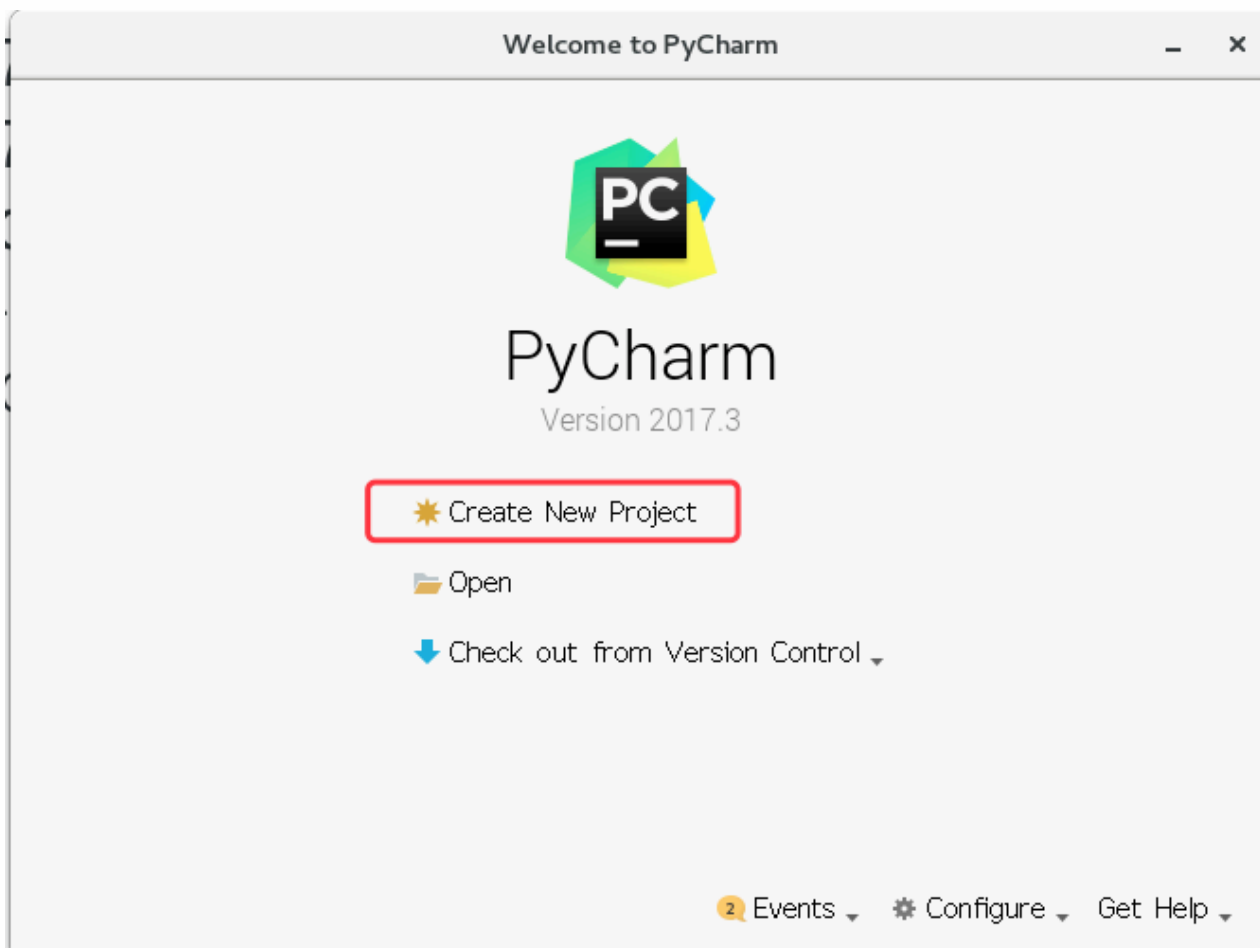 Welcome to PyCharm
PC
PyCharm
Version 2017.3
Create New Project
Open
Check out from Version Control
2 Events Configure Get Help